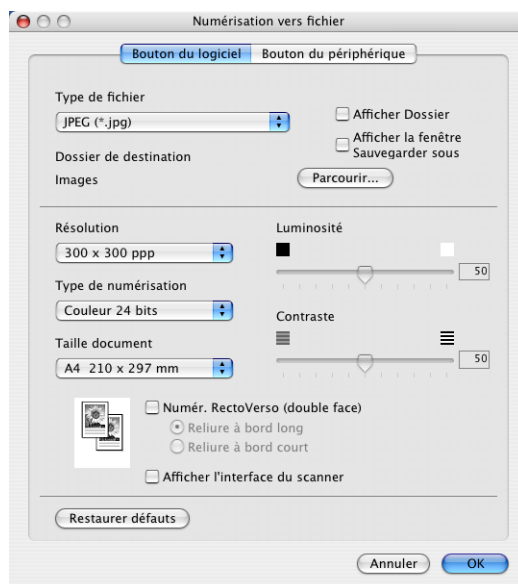 Numérisation vers fichier
Bouton du logiciel Bouton du périphérique
Type de fichier
JPEG (*.jpg)
Afficher Dossier
Afficher la fenêtre
Sauvegarder sous
Dossier de destination
Images
Parcourir...
Résolution
300 x 300 ppp
Luminosité
50
Type de numérisation
Couleur 24 bits
Contraste
50
Taille document
A4 210 x 297 mm
Numér. RectoVerso (double face)
Reliure à bord long
Reliure à bord court
Afficher l'interface du scanner
Restaurer défauts
Annuler OK